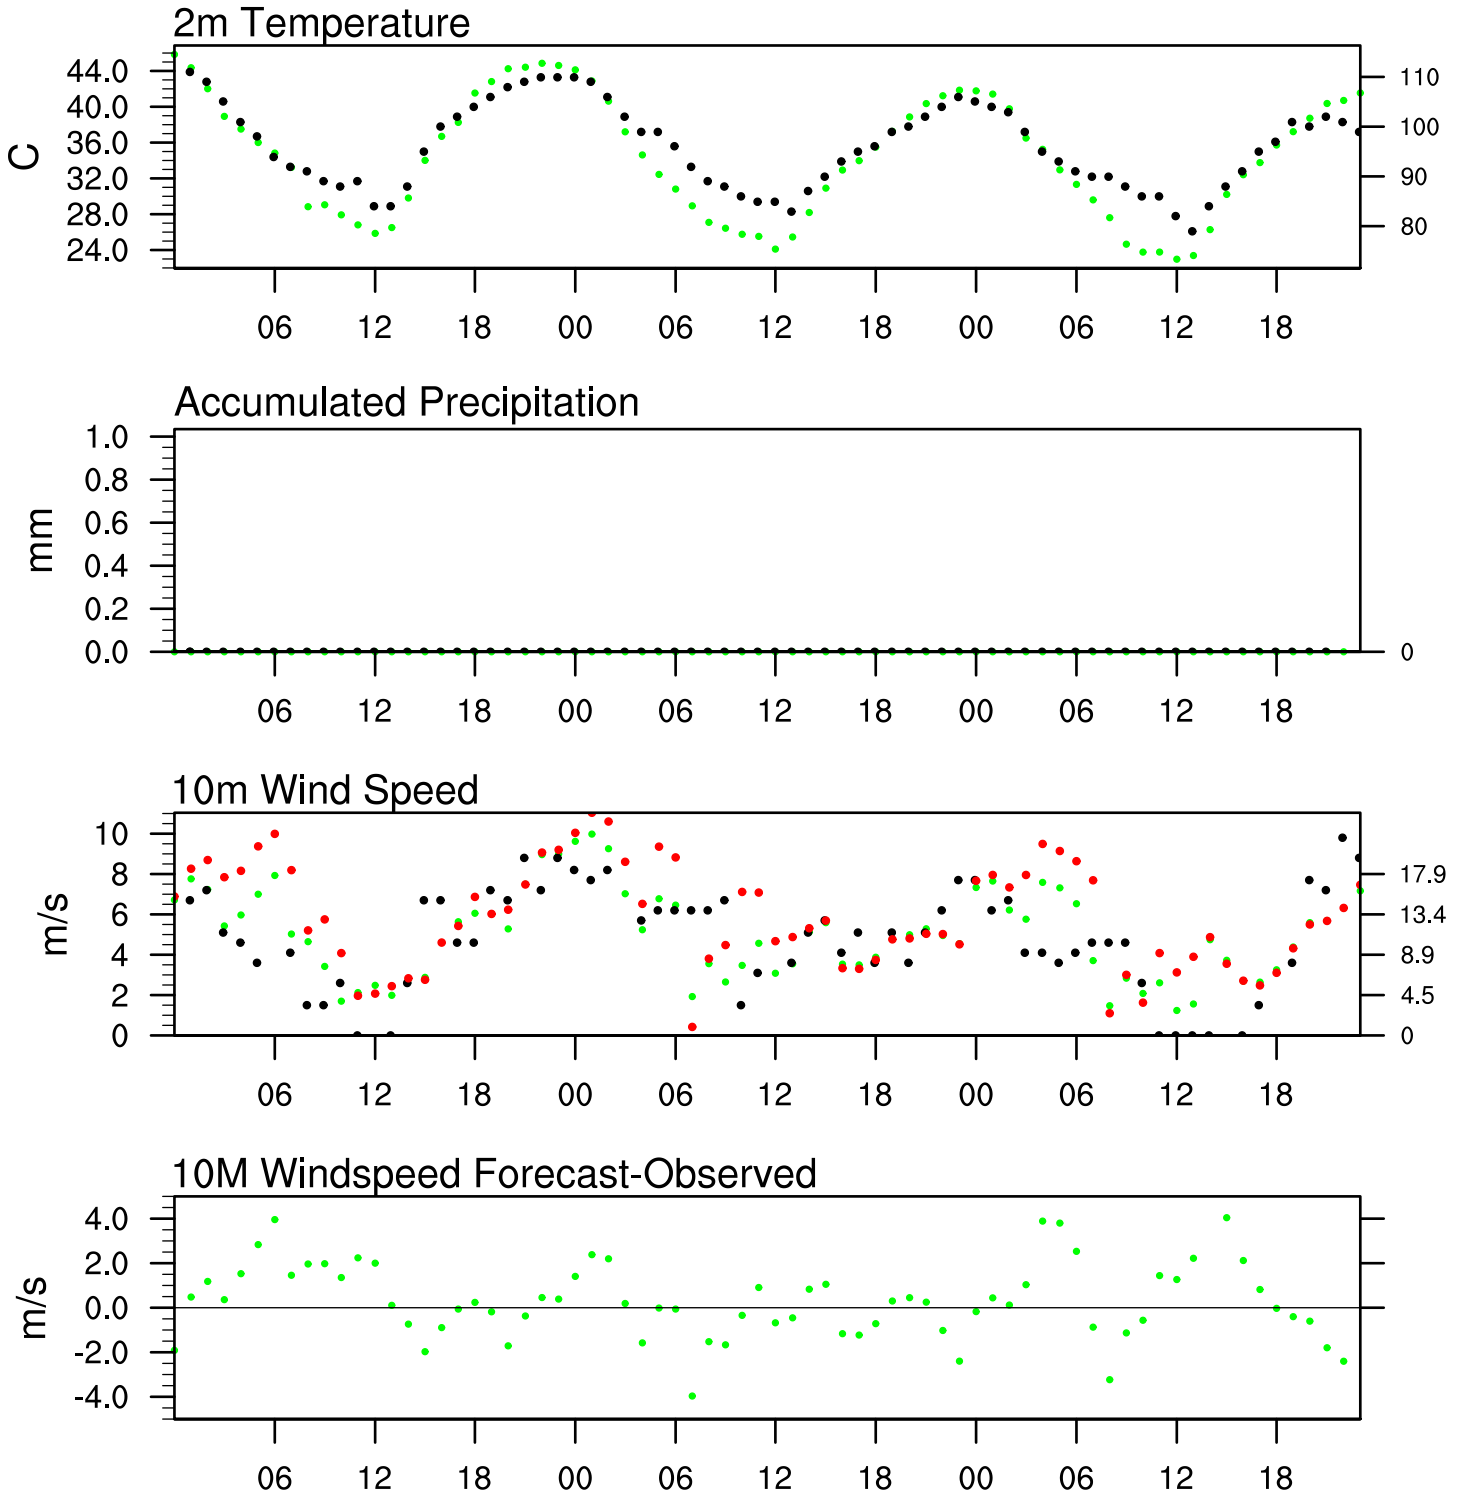 2m Temperature
44.0
40.0
36.0
32.0
28.0
24.0
C
110
100
90
80
06 12 18 00 06 12 18 00 06 12 18
Accumulated Precipitation
1.0
0.8
0.6
0.4
0.2
0.0
mm
0
06 12 18 00 06 12 18 00 06 12 18
10m Wind Speed
10
8
6
4
2
0
m/s
17.9
13.4
8.9
4.5
0
06 12 18 00 06 12 18 00 06 12 18
10M Windspeed Forecast-Observed
4.0
2.0
0.0
-2.0
-4.0
m/s
06 12 18 00 06 12 18 00 06 12 18